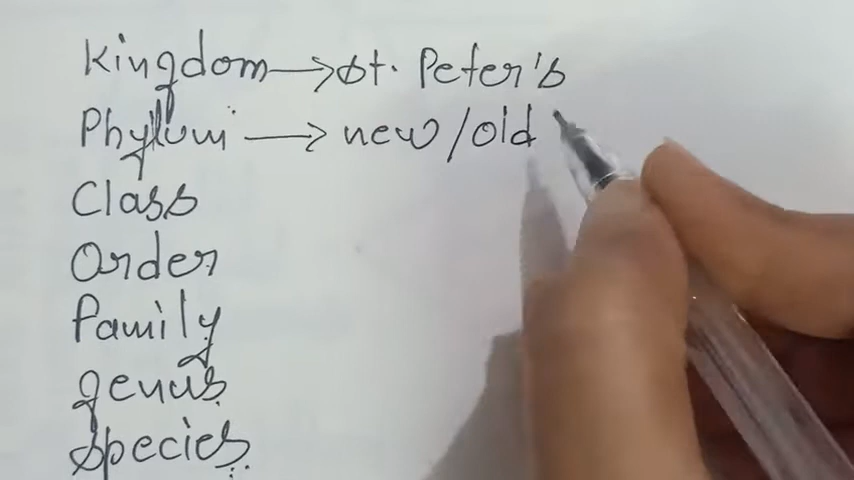 Kingdom → St. Peter's
Phylum → new/old
Class
Order
family
genus
species